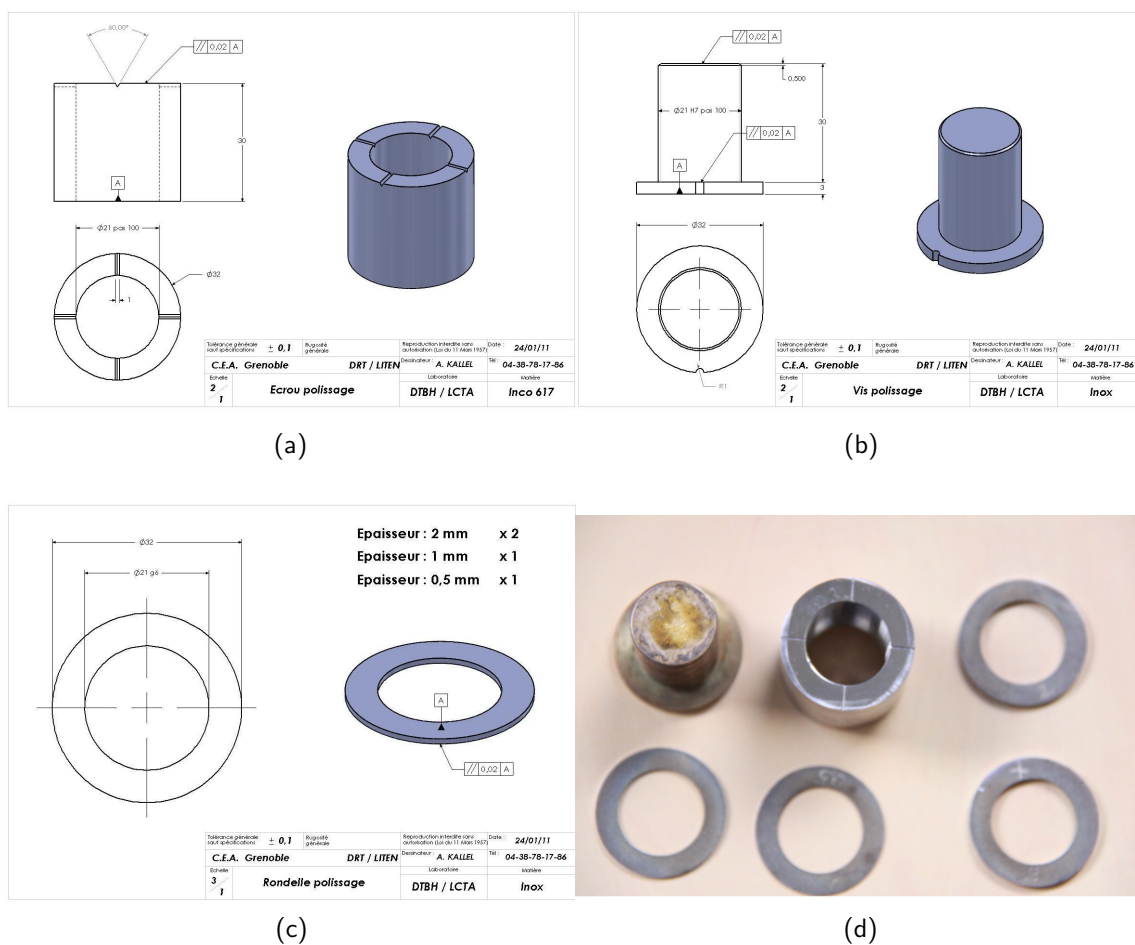 60,00°
// 0,02 A
30
A
Ø21 pas 100
Ø32
1
Tolérance générale sauf spécifications ± 0,1 Rugosité générale Reproduction interdite sans autorisation (Loi du 11 Mars 1957) Date : 24/01/11
C.E.A. Grenoble DRT / LITEN Dessinateur : A. KALLEL Tél : 04-38-78-17-86
Echelle 2/1 Ecrou polissage Laboratoire DTBH / LCTA Matière Inco 617
(a)
// 0,02 A
0,500
Ø21 H7 pas 100
30
// 0,02 A
A
3
Ø32
R1
Tolérance générale sauf spécifications ± 0,1 Rugosité générale Reproduction interdite sans autorisation (Loi du 11 Mars 1957) Date : 24/01/11
C.E.A. Grenoble DRT / LITEN Dessinateur : A. KALLEL Tél : 04-38-78-17-86
Echelle 2/1 Vis polissage Laboratoire DTBH / LCTA Matière Inox
(b)
Epaisseur : 2 mm x 2
Epaisseur : 1 mm x 1
Epaisseur : 0,5 mm x 1
Ø32
Ø21 g6
A
// 0,02 A
Tolérance générale sauf spécifications ± 0,1 Rugosité générale Reproduction interdite sans autorisation (Loi du 11 Mars 1957) Date : 24/01/11
C.E.A. Grenoble DRT / LITEN Dessinateur : A. KALLEL Tél : 04-38-78-17-86
Echelle 3/1 Rondelle polissage Laboratoire DTBH / LCTA Matière Inox
(c)
(d)